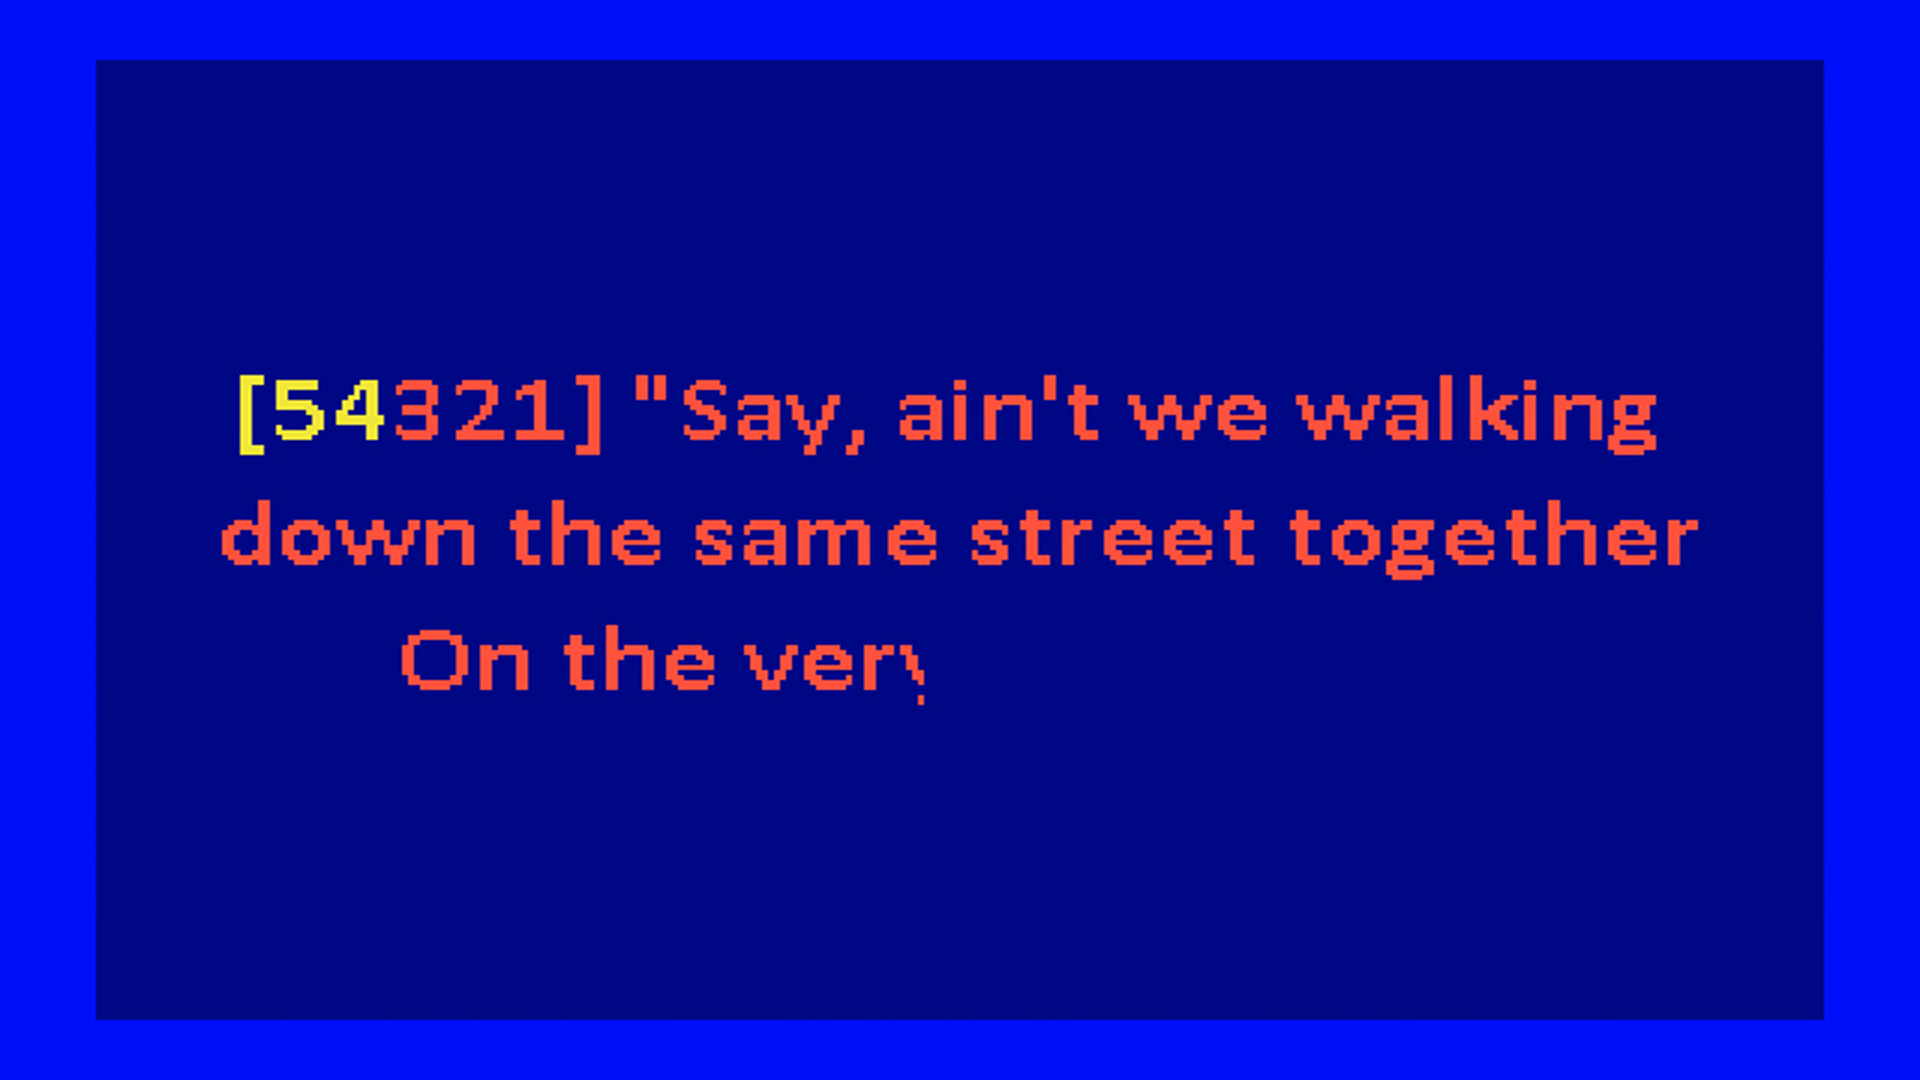 [54321] "Say, ain't we walking
down the same street together
On the very